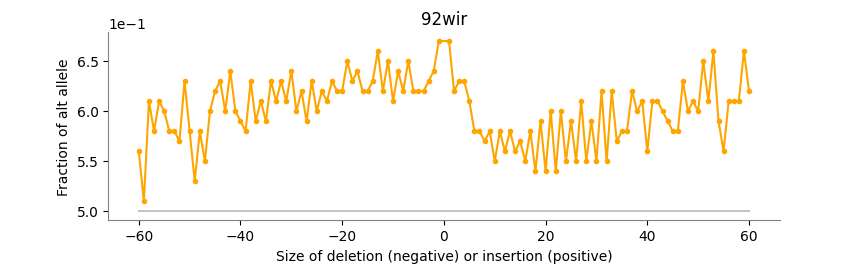 92wir
1e−1
6.5
6.0
5.5
5.0
Fraction of alt allele
−60 −40 −20 0 20 40 60
Size of deletion (negative) or insertion (positive)